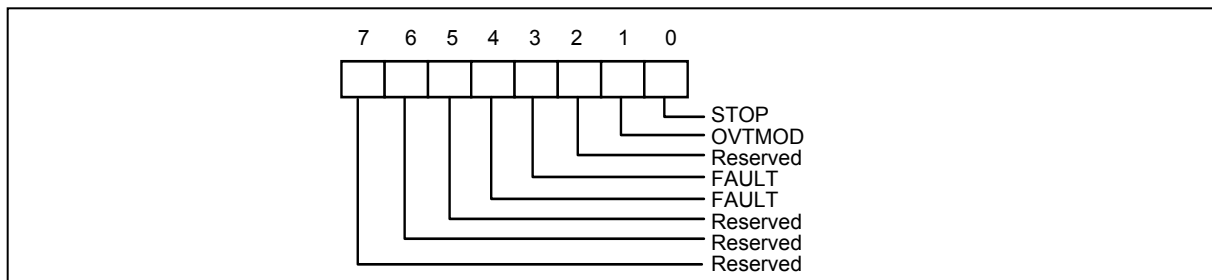 7 6 5 4 3 2 1 0
STOP
OVTMOD
Reserved
FAULT
FAULT
Reserved
Reserved
Reserved